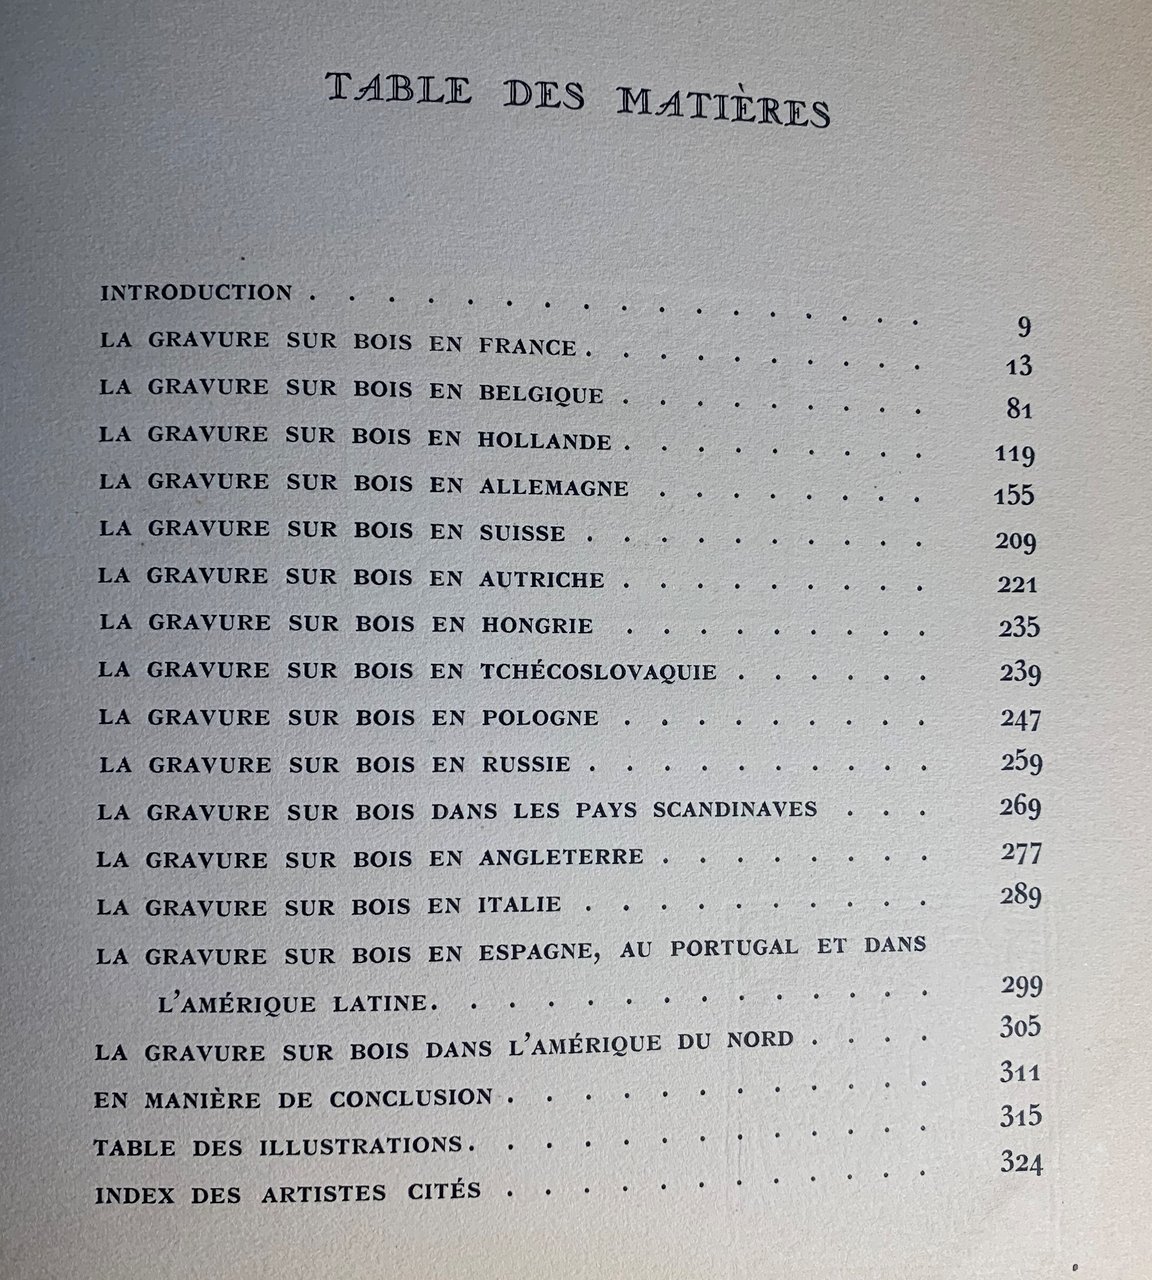 TABLE DES MATIÈRES
INTRODUCTION . . . . . . . . . . . . . . . . 9
LA GRAVURE SUR BOIS EN FRANCE . . . . . . . . . . 13
LA GRAVURE SUR BOIS EN BELGIQUE . . . . . . . . . 81
LA GRAVURE SUR BOIS EN HOLLANDE . . . . . . . . . 119
LA GRAVURE SUR BOIS EN ALLEMAGNE . . . . . . . . 155
LA GRAVURE SUR BOIS EN SUISSE . . . . . . . . . . 209
LA GRAVURE SUR BOIS EN AUTRICHE . . . . . . . . . 221
LA GRAVURE SUR BOIS EN HONGRIE . . . . . . . . . 235
LA GRAVURE SUR BOIS EN TCHÉCOSLOVAQUIE . . . . . . 239
LA GRAVURE SUR BOIS EN POLOGNE . . . . . . . . . 247
LA GRAVURE SUR BOIS EN RUSSIE . . . . . . . . . . 259
LA GRAVURE SUR BOIS DANS LES PAYS SCANDINAVES . . . 269
LA GRAVURE SUR BOIS EN ANGLETERRE . . . . . . . . 277
LA GRAVURE SUR BOIS EN ITALIE . . . . . . . . . . 289
LA GRAVURE SUR BOIS EN ESPAGNE, AU PORTUGAL ET DANS
L'AMÉRIQUE LATINE . . . . . . . . . . . . . . 299
LA GRAVURE SUR BOIS DANS L'AMÉRIQUE DU NORD . . . . 305
EN MANIÈRE DE CONCLUSION . . . . . . . . . . . . 311
TABLE DES ILLUSTRATIONS . . . . . . . . . . . . . 315
INDEX DES ARTISTES CITÉS . . . . . . . . . . . . 324